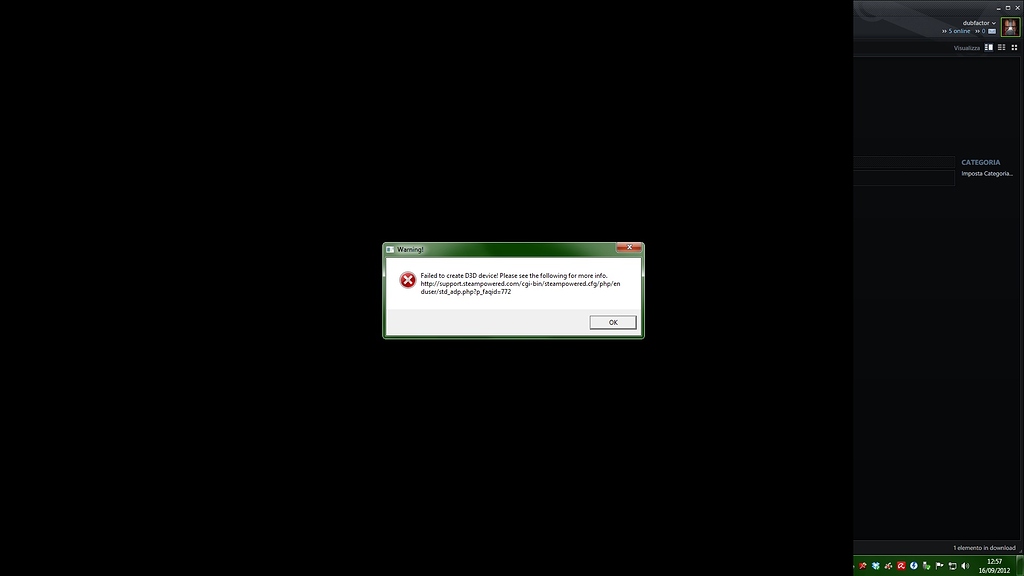 dubfactor
5 online 0
Visualizza
CATEGORIA
Imposta Categoria...
Warning!
Failed to create D3D device! Please see the following for more info.
http://support.steampowered.com/cgi-bin/steampowered.cfg/php/en
duser/std_adp.php?p_faqid=772
OK
1 elemento in download
12:57
16/09/2012